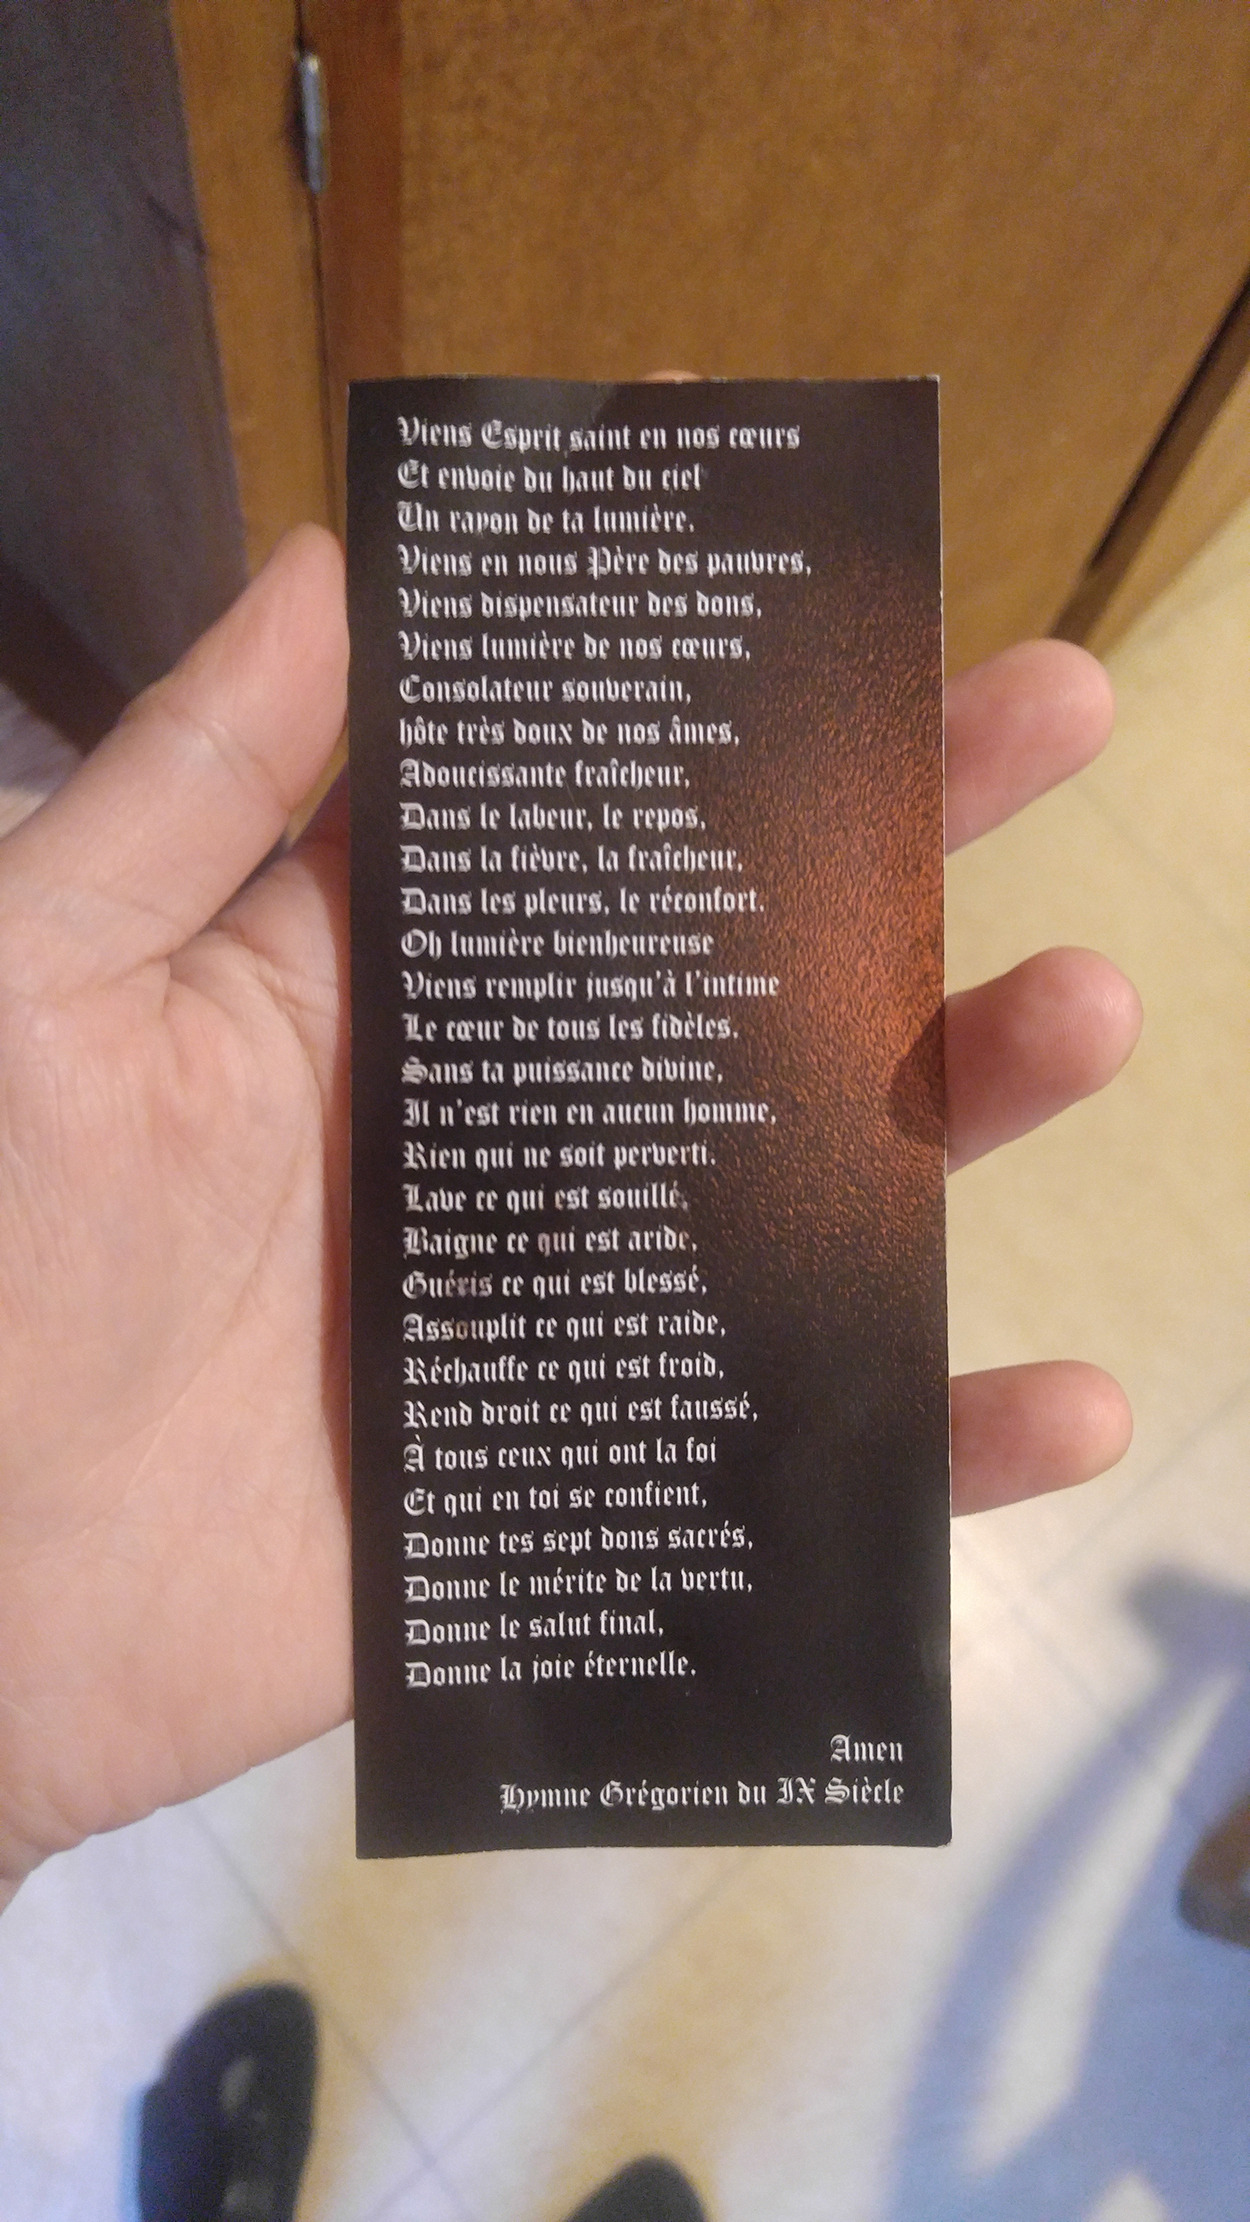 Viens Esprit saint en nos cœurs
Et envoie du haut du ciel
Un rayon de ta lumière.
Viens en nous Père des pauvres,
Viens dispensateur des dons,
Viens lumière de nos cœurs,
Consolateur souverain,
hôte très doux de nos âmes,
Adoucissante fraîcheur,
Dans le labeur, le repos,
Dans la fièvre, la fraîcheur,
Dans les pleurs, le réconfort.
Oh lumière bienheureuse
Viens remplir jusqu'à l'intime
Le cœur de tous les fidèles.
Sans ta puissance divine,
Il n'est rien en aucun homme,
Rien qui ne soit perverti.
Lave ce qui est souillé,
Baigne ce qui est aride,
Guéris ce qui est blessé,
Assouplit ce qui est raide,
Réchauffe ce qui est froid,
Rend droit ce qui est faussé,
À tous ceux qui ont la foi
Et qui en toi se confient,
Donne tes sept dons sacrés,
Donne le mérite de la vertu,
Donne le salut final,
Donne la joie éternelle.
Amen
Hymne Grégorien du IX Siècle